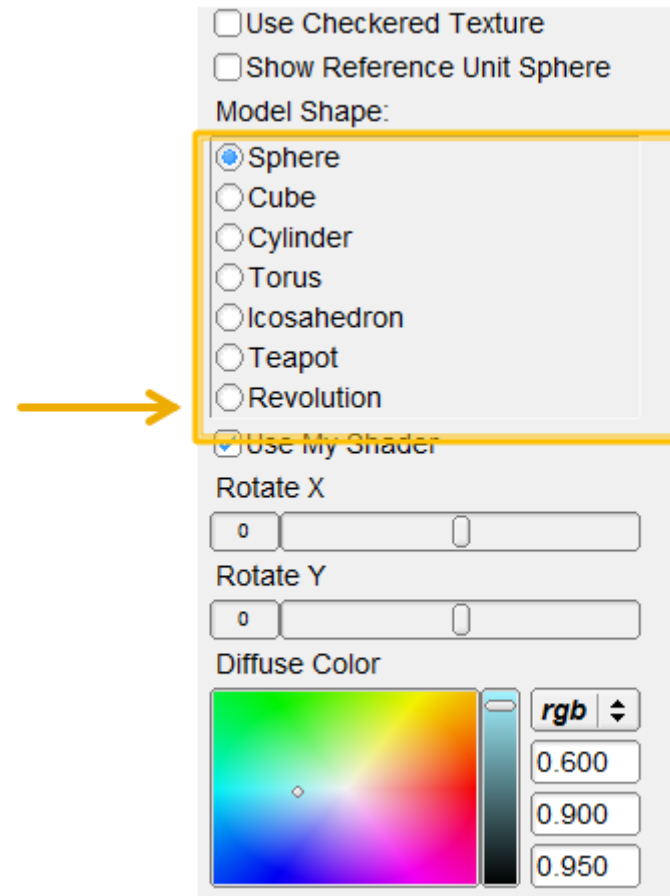 Use Checkered Texture
Show Reference Unit Sphere
Model Shape:
Sphere
Cube
Cylinder
Torus
Icosahedron
Teapot
Revolution
Use My Shader
Rotate X
0
Rotate Y
0
Diffuse Color
rgb
0.600
0.900
0.950